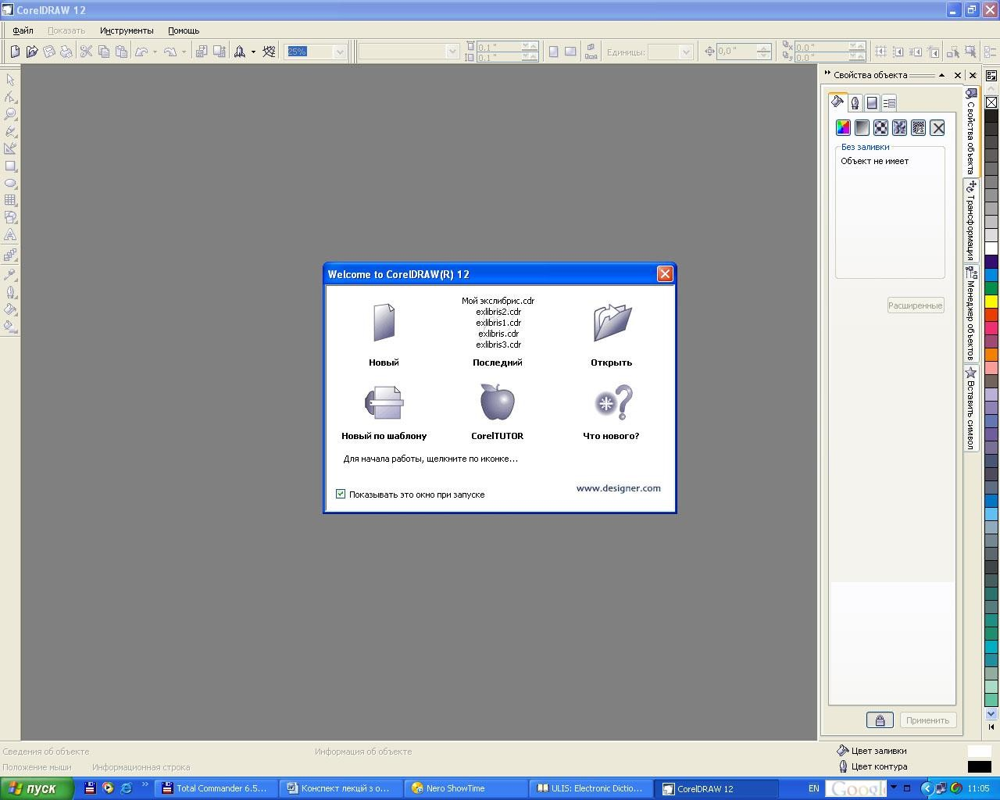 CorelDRAW 12
Файл Показать Инструменты Помощь
25% 0.1 " 0.1 " Единицы: 0,0 " 0.0 " 0.0 "
Свойства объекта
Без заливки
Объект не имеет
Расширенные
Применить
Свойства объекта
Трансформация
Менеджер объектов
Вставить символ
Welcome to CorelDRAW(R) 12
Мой экслибрис.cdr
exlibris2.cdr
exlibris1.cdr
exlibris.cdr
exlibris3.cdr
Новый Последний Открыть
Новый по шаблону CorelTUTOR Что нового?
Для начала работы, щелкните по иконке...
www.designer.com
Показывать это окно при запуске
Сведения об объекте Информация об объекте Цвет заливки
Положение мыши Информационная строка Цвет контура
пуск Total Commander 6.5... Конспект лекцій з о... Nero ShowTime ULIS: Electronic Dictio... CorelDRAW 12 EN Google 11:05